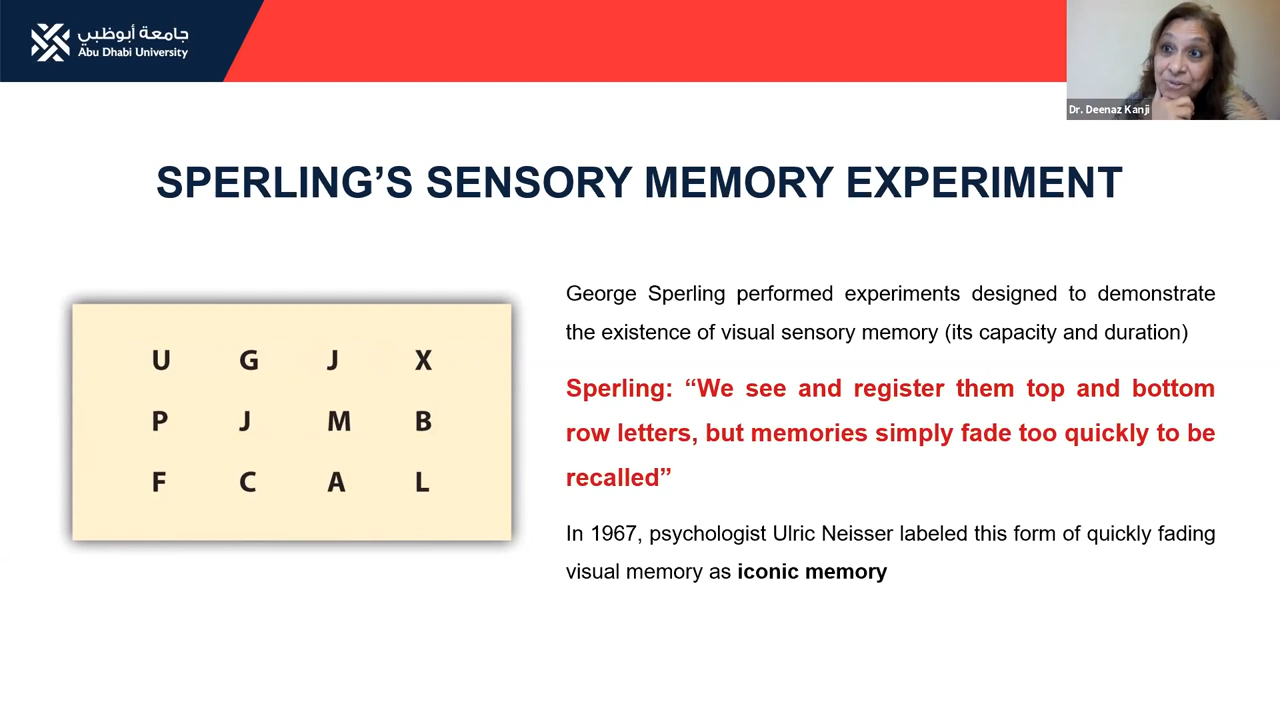 جامعة أبوظبي
Abu Dhabi University
Dr. Deenaz Kanji
SPERLING’S SENSORY MEMORY EXPERIMENT
U G J X
P J M B
F C A L
George Sperling performed experiments designed to demonstrate
the existence of visual sensory memory (its capacity and duration)
Sperling: “We see and register them top and bottom
row letters, but memories simply fade too quickly to be
recalled”
In 1967, psychologist Ulric Neisser labeled this form of quickly fading
visual memory as iconic memory